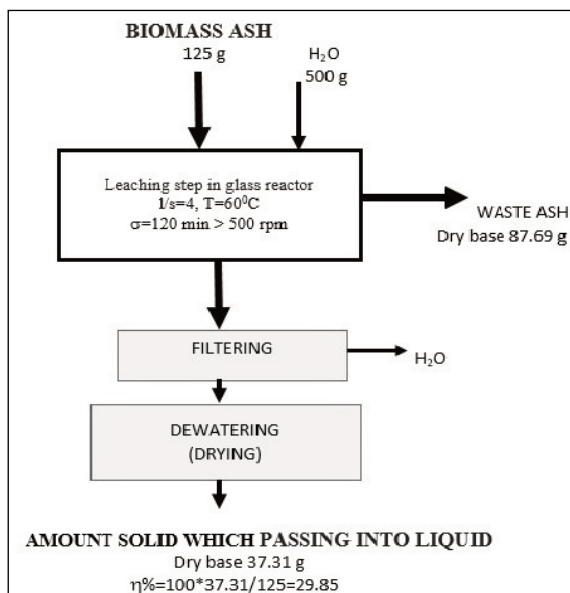 BIOMASS ASH
125 g
H₂O
500 g
Leaching step in glass reactor
l/s=4, T=60⁰C
σ=120 min > 500 rpm
WASTE ASH
Dry base 87.69 g
FILTERING
H₂O
DEWATERING
(DRYING)
AMOUNT SOLID WHICH PASSING INTO LIQUID
Dry base 37.31 g
η%=100*37.31/125=29.85